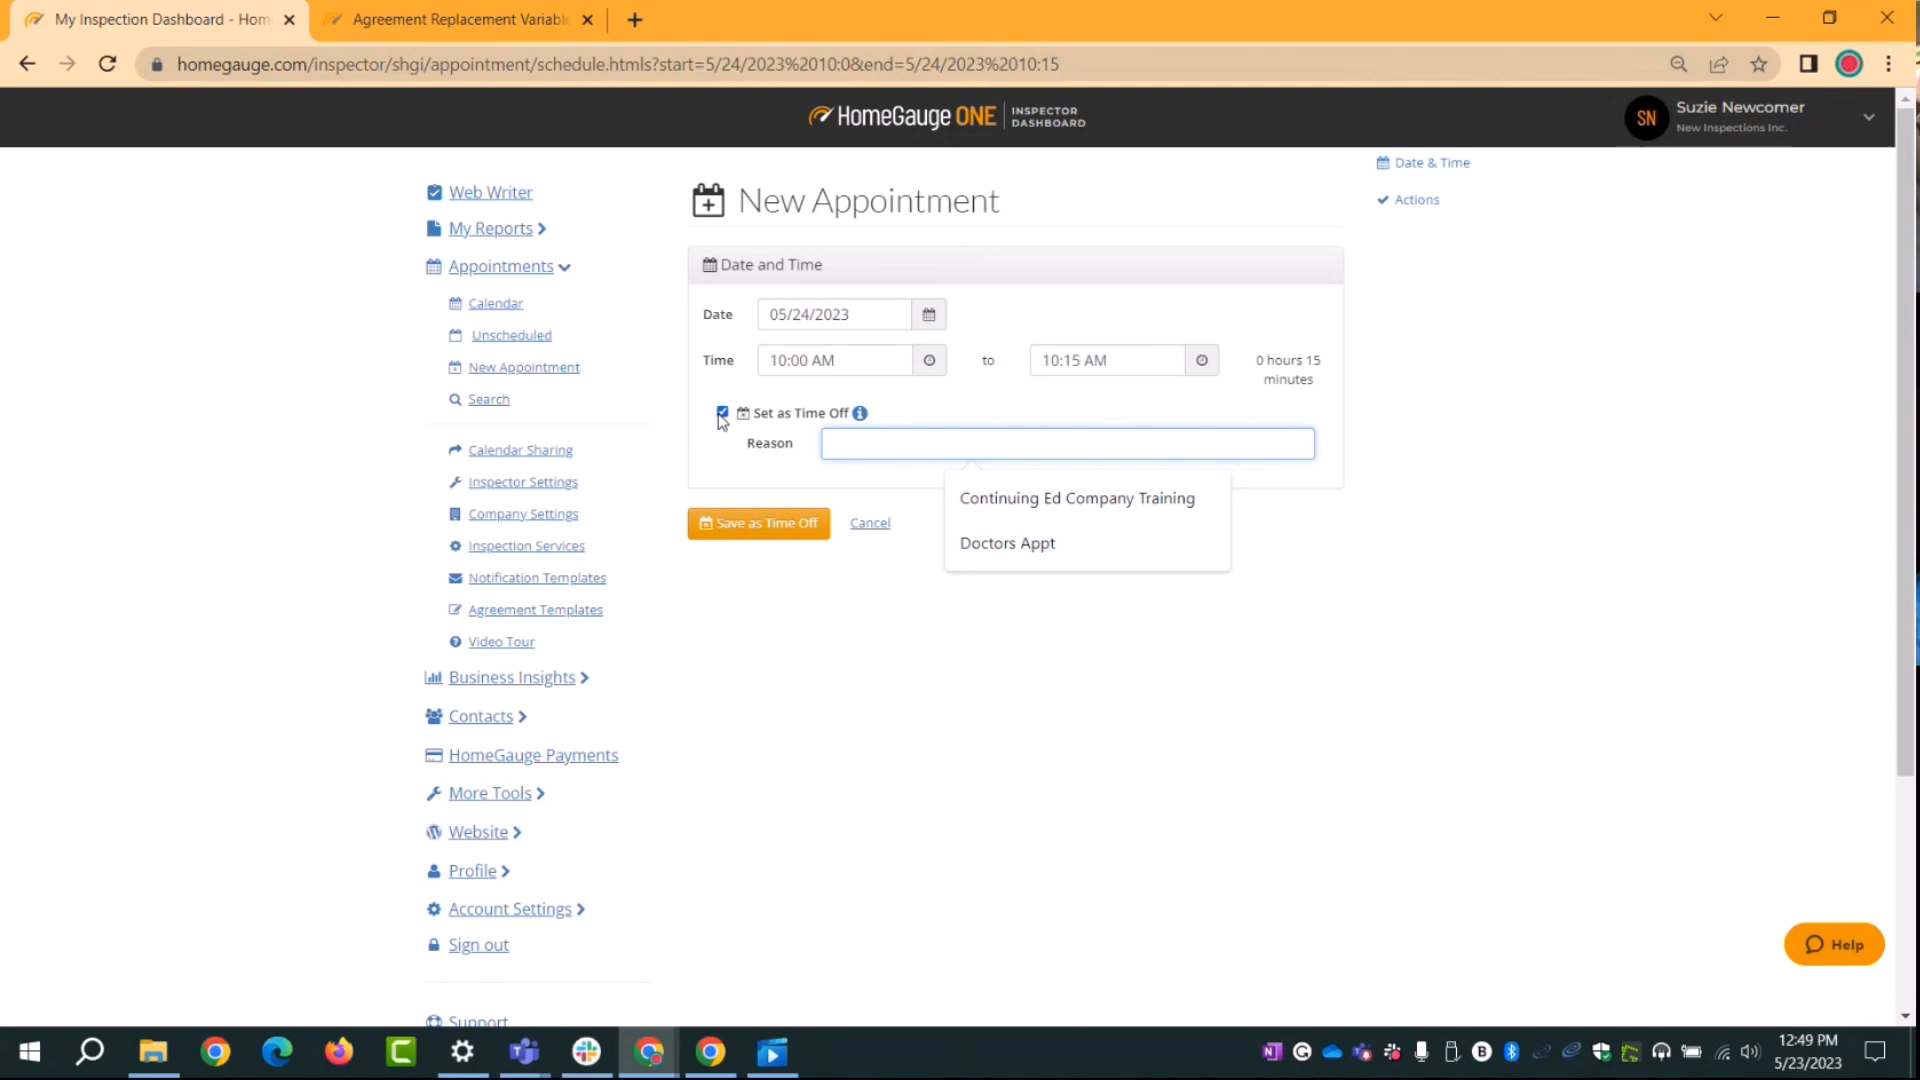 My Inspection Dashboard - Hom
Agreement Replacement Variable
homegauge.com/inspector/shgi/appointment/schedule.htmls?start=5/24/2023%2010:0&end=5/24/2023%2010:15
HomeGauge ONE
INSPECTOR
DASHBOARD
SN
Suzie Newcomer
New Inspections Inc.
Web Writer
My Reports
Appointments
Calendar
Unscheduled
New Appointment
Search
Calendar Sharing
Inspector Settings
Company Settings
Inspection Services
Notification Templates
Agreement Templates
Video Tour
Business Insights
Contacts
HomeGauge Payments
More Tools
Website
Profile
Account Settings
Sign out
Support
New Appointment
Date and Time
Date 05/24/2023
Time 10:00 AM to 10:15 AM 0 hours 15
minutes
Set as Time Off
Reason
Continuing Ed Company Training
Doctors Appt
Save as Time Off Cancel
Date & Time
Actions
Help
12:49 PM
5/23/2023